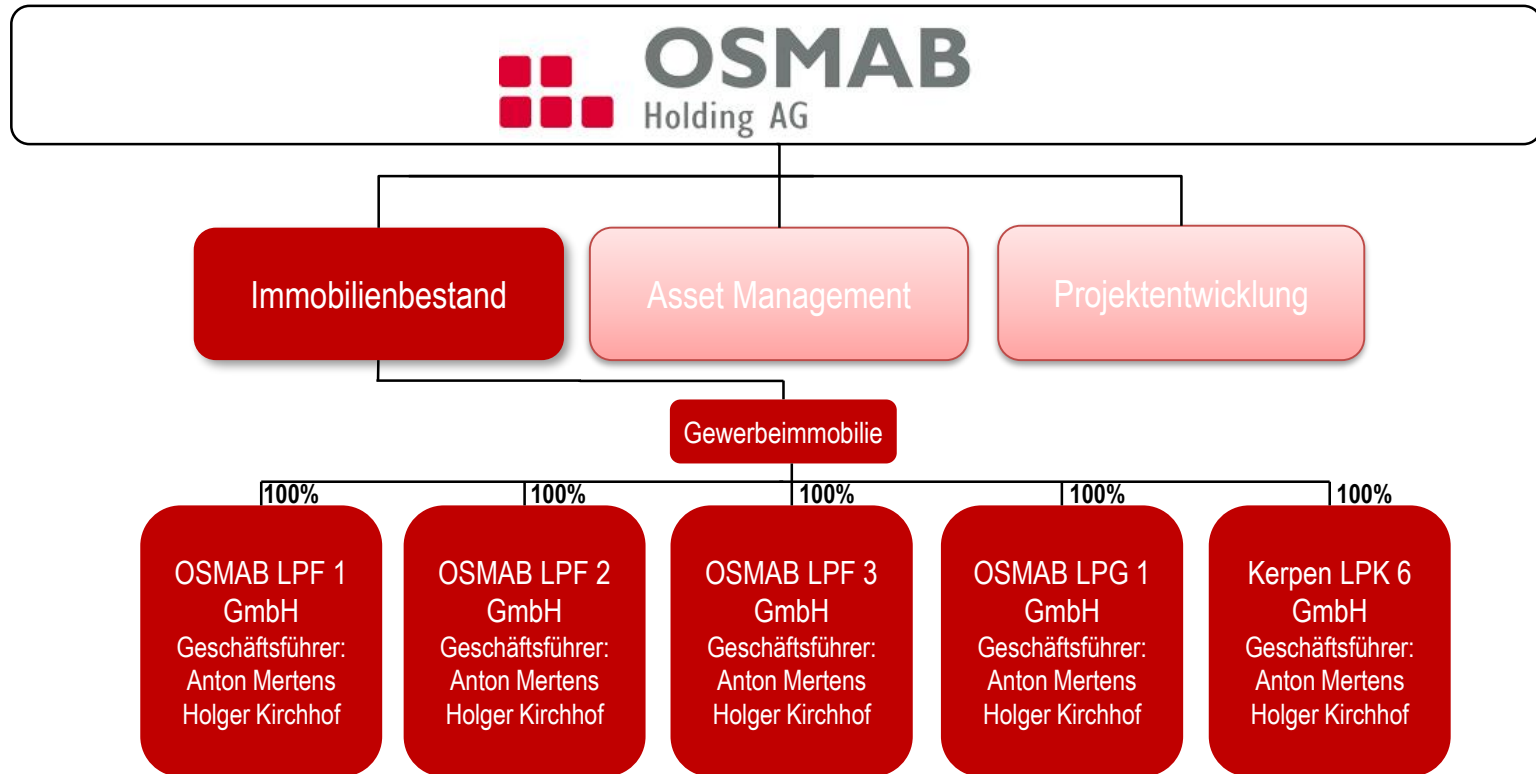 OSMAB
Holding AG
Immobilienbestand
Asset Management
Projektentwicklung
Gewerbeimmobilie
100%
100%
100%
100%
100%
OSMAB LPF 1
GmbH
Geschäftsführer:
Anton Mertens
Holger Kirchhof
OSMAB LPF 2
GmbH
Geschäftsführer:
Anton Mertens
Holger Kirchhof
OSMAB LPF 3
GmbH
Geschäftsführer:
Anton Mertens
Holger Kirchhof
OSMAB LPG 1
GmbH
Geschäftsführer:
Anton Mertens
Holger Kirchhof
Kerpen LPK 6
GmbH
Geschäftsführer:
Anton Mertens
Holger Kirchhof